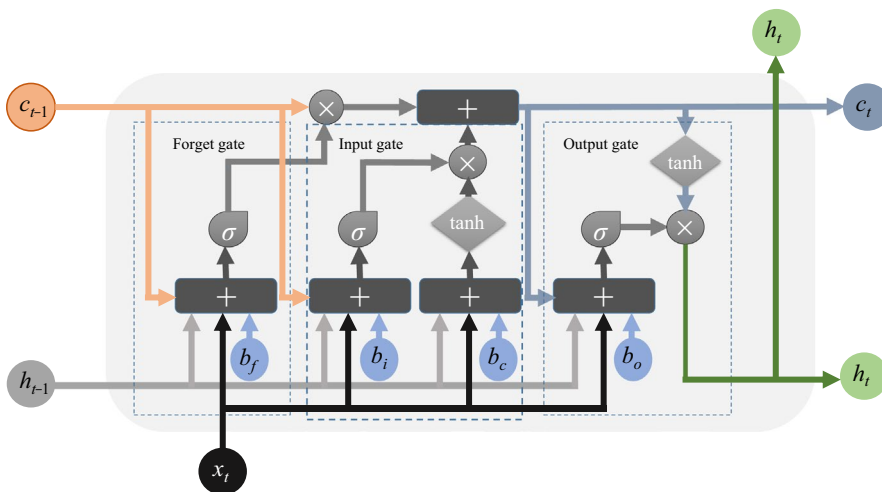 h_t
c_{t-1}
×
+
c_t
Forget gate
Input gate
Output gate
×
tanh
σ
σ
tanh
σ
×
+
+
+
+
b_f
b_i
b_c
b_o
h_{t-1}
h_t
x_t